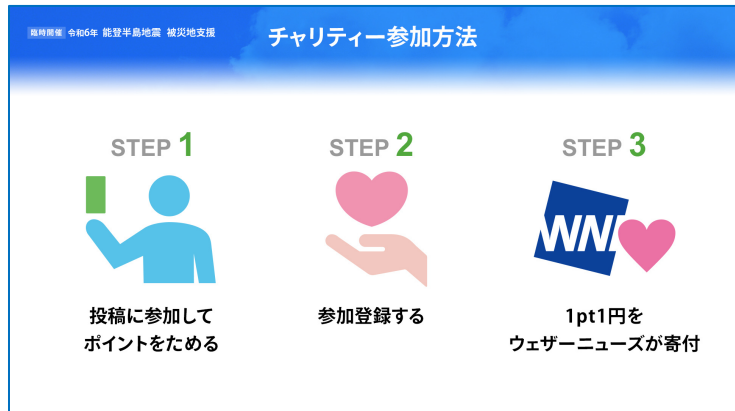 臨時開催 令和6年 能登半島地震 被災地支援
チャリティー参加方法
STEP 1
投稿に参加して
ポイントをためる
STEP 2
参加登録する
STEP 3
WNI
1pt1円を
ウェザーニューズが寄付